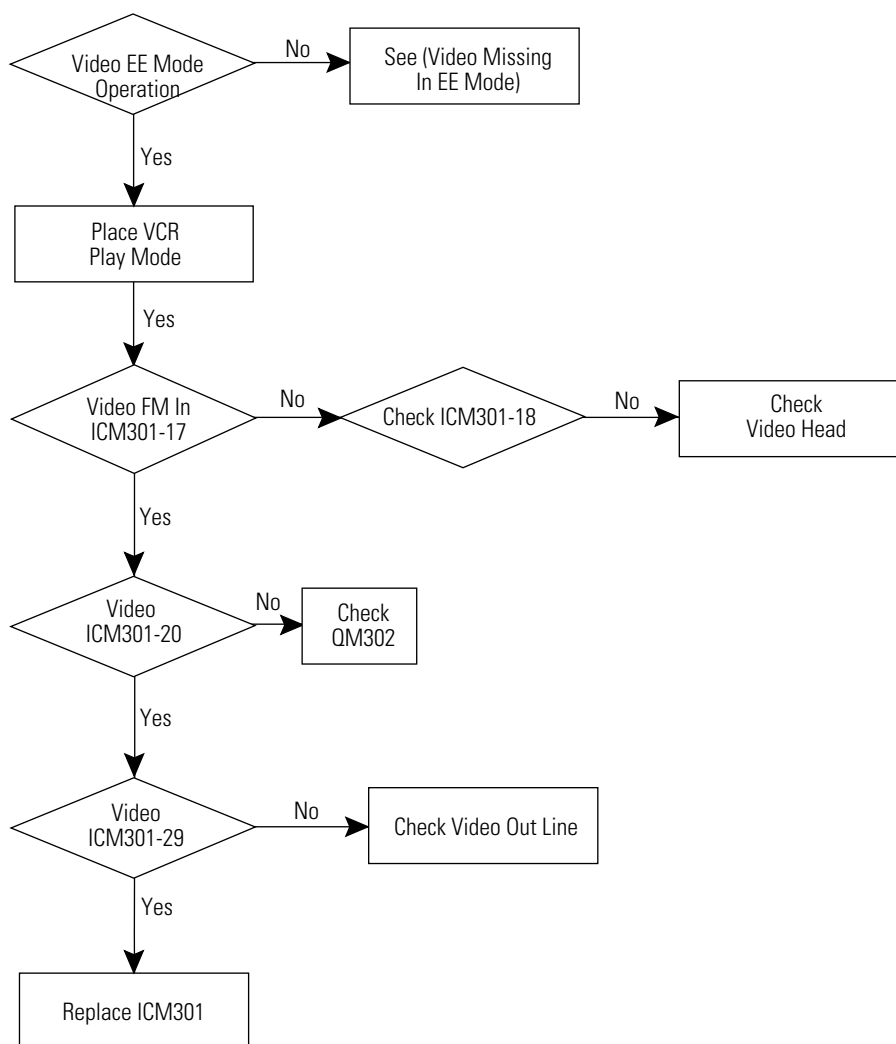 Video EE Mode
Operation
No
See (Video Missing
In EE Mode)
Yes
Place VCR
Play Mode
Yes
Video FM In
ICM301-17
No
Check ICM301-18
No
Check
Video Head
Yes
Video
ICM301-20
No
Check
QM302
Yes
Video
ICM301-29
No
Check Video Out Line
Yes
Replace ICM301